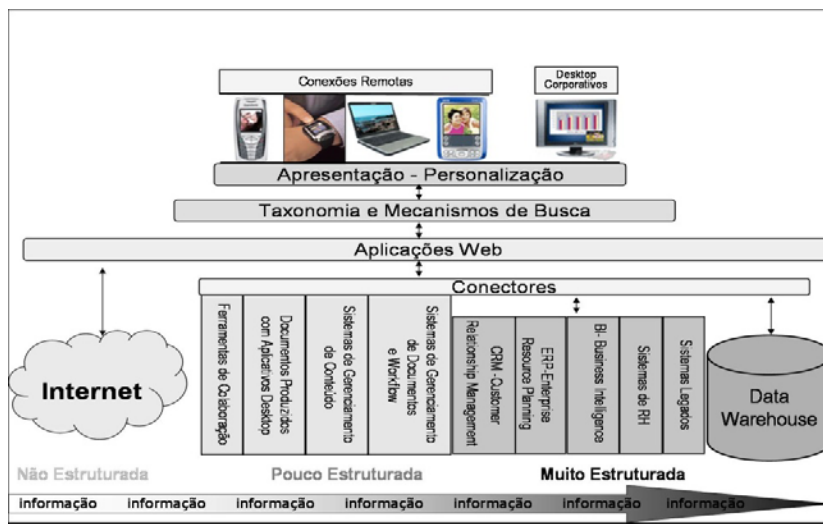 Conexões Remotas
Desktop
Corporativos
Apresentação - Personalização
Taxonomia e Mecanismos de Busca
Aplicações Web
Conectores
Internet
Ferramentas de Colaboração
Documentos Produzidos
com Aplicativos Desktop
Sistemas de Gerenciamento
de Conteúdo
Sistemas de Gerenciamento
de Documentos
e Workflow
CRM -Customer
Relationship Management
ERP-Enterprise
Resource Planning
BI- Business Intelligence
Sistemas de RH
Sistemas Legados
Data
Warehouse
Não Estruturada
Pouco Estruturada
Muito Estruturada
informação informação informação informação informação informação informação